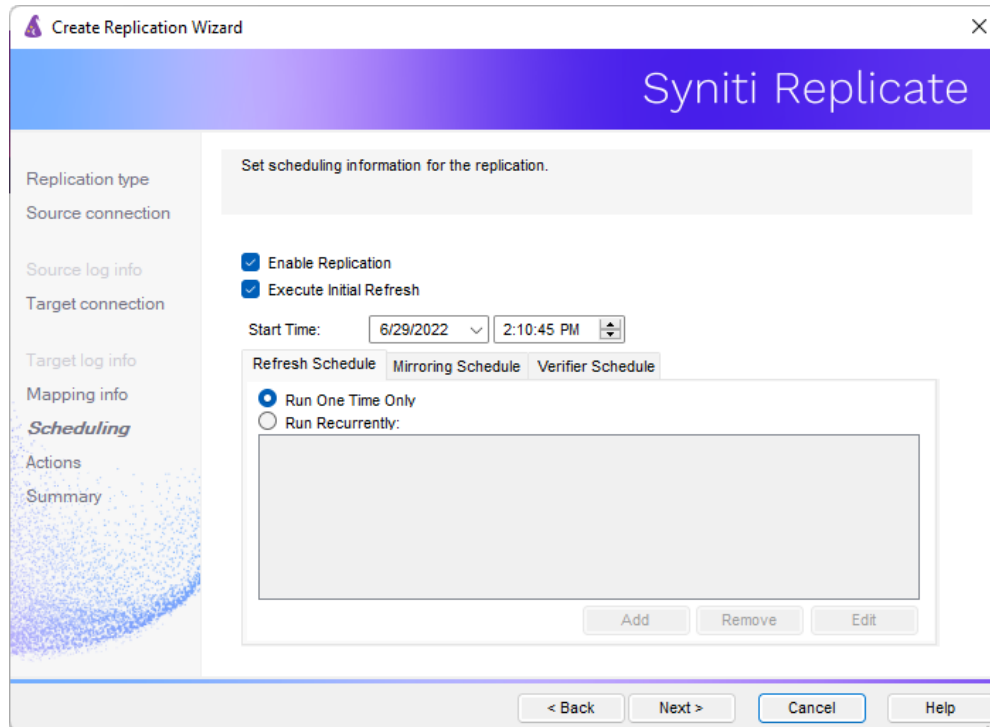 Create Replication Wizard
Syniti Replicate
Replication type
Source connection
Source log info
Target connection
Target log info
Mapping info
Scheduling
Actions
Summary
Set scheduling information for the replication.
Enable Replication
Execute Initial Refresh
Start Time: 6/29/2022 2:10:45 PM
Refresh Schedule Mirroring Schedule Verifier Schedule
Run One Time Only
Run Recurrently:
Add Remove Edit
< Back Next > Cancel Help